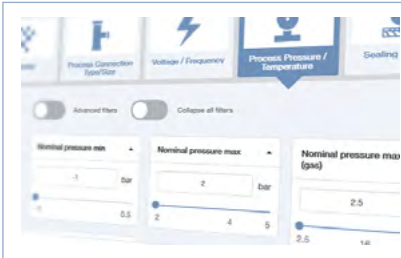 Process Connection
Type/Size
Voltage / Frequency
Process Pressure /
Temperature
Sealing
Advanced filters
Collapse all filters
Nominal pressure min
Nominal pressure max
Nominal pressure max
(gas)
-1
bar
2
bar
2.5
-1
0.5
2
4
5
2.5
16